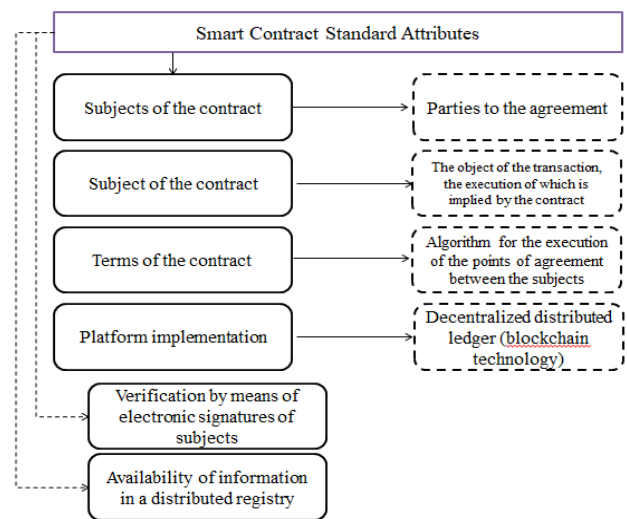 Smart Contract Standard Attributes
Subjects of the contract
Parties to the agreement
Subject of the contract
The object of the transaction,
the execution of which is
implied by the contract
Terms of the contract
Algorithm for the execution
of the points of agreement
between the subjects
Platform implementation
Decentralized distributed
ledger (blockchain
technology)
Verification by means of
electronic signatures of
subjects
Availability of information
in a distributed registry